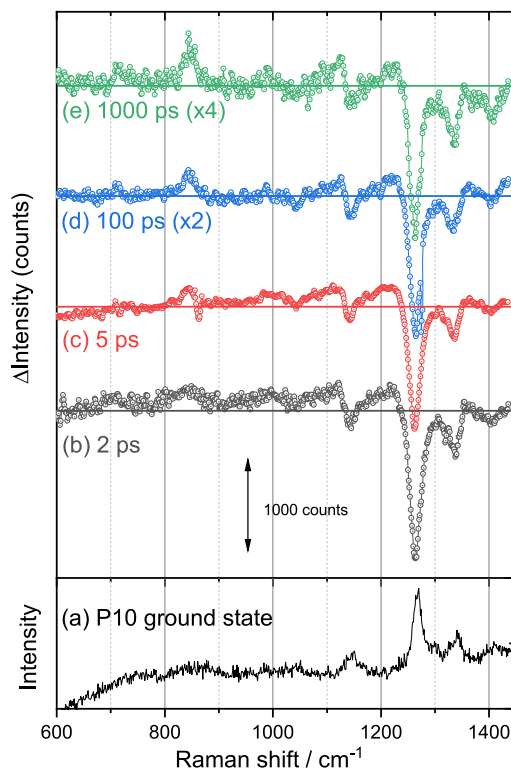 (e) 1000 ps (x4)
(d) 100 ps (x2)
(c) 5 ps
(b) 2 ps
1000 counts
ΔIntensity (counts)
(a) P10 ground state
Intensity
600 800 1000 1200 1400
Raman shift / cm⁻¹